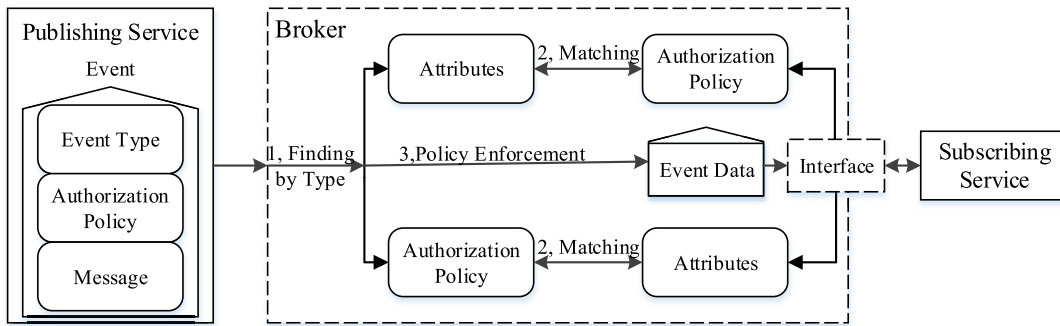 Publishing Service
Event
Event Type
Authorization
Policy
Message
Broker
1, Finding
by Type
Attributes
2, Matching
Authorization
Policy
3,Policy Enforcement
Event Data
Interface
Authorization
Policy
2, Matching
Attributes
Subscribing
Service